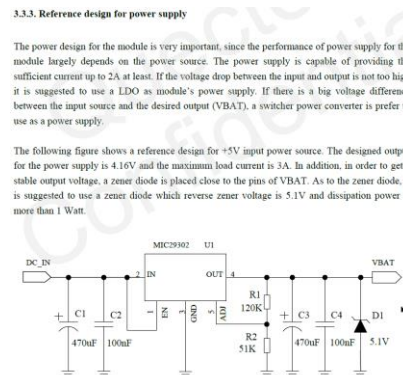 3.3.3. Reference design for power supply
The power design for the module is very important, since the performance of power supply for
module largely depends on the power source. The power supply is capable of providing
sufficient current up to 2A at least. If the voltage drop between the input and output is not too
it is suggested to use a LDO as module's power supply. If there is a big voltage
between the input source and the desired output (VBAT), a switcher power converter is prefer
use as a power supply.
The following figure shows a reference design for +5V input power source. The designed
for the power supply is 4.16V and the maximum load current is 3A. In addition, in order to get
stable output voltage, a zener diode is placed close to the pins of VBAT. As to the zener diode,
is suggested to use a zener diode which reverse zener voltage is 5.1V and dissipation power
more than 1 Watt.
MIC29302 U1
DC_IN
VBAT
2 IN
OUT 4
EN
GND
ADJ
1
3
5
R1
120K
R2
51K
+ C1
470uF
C2
100nF
+ C3
470uF
C4
100nF
D1
5.1V